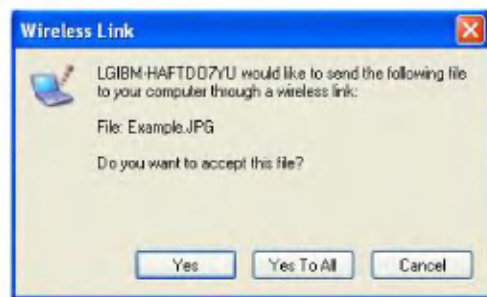 Wireless Link
LGIBM-HAFTD07YU would like to send the following file
to your computer through a wireless link:
File: Example.JPG
Do you want to accept this file?
Yes
Yes To All
Cancel